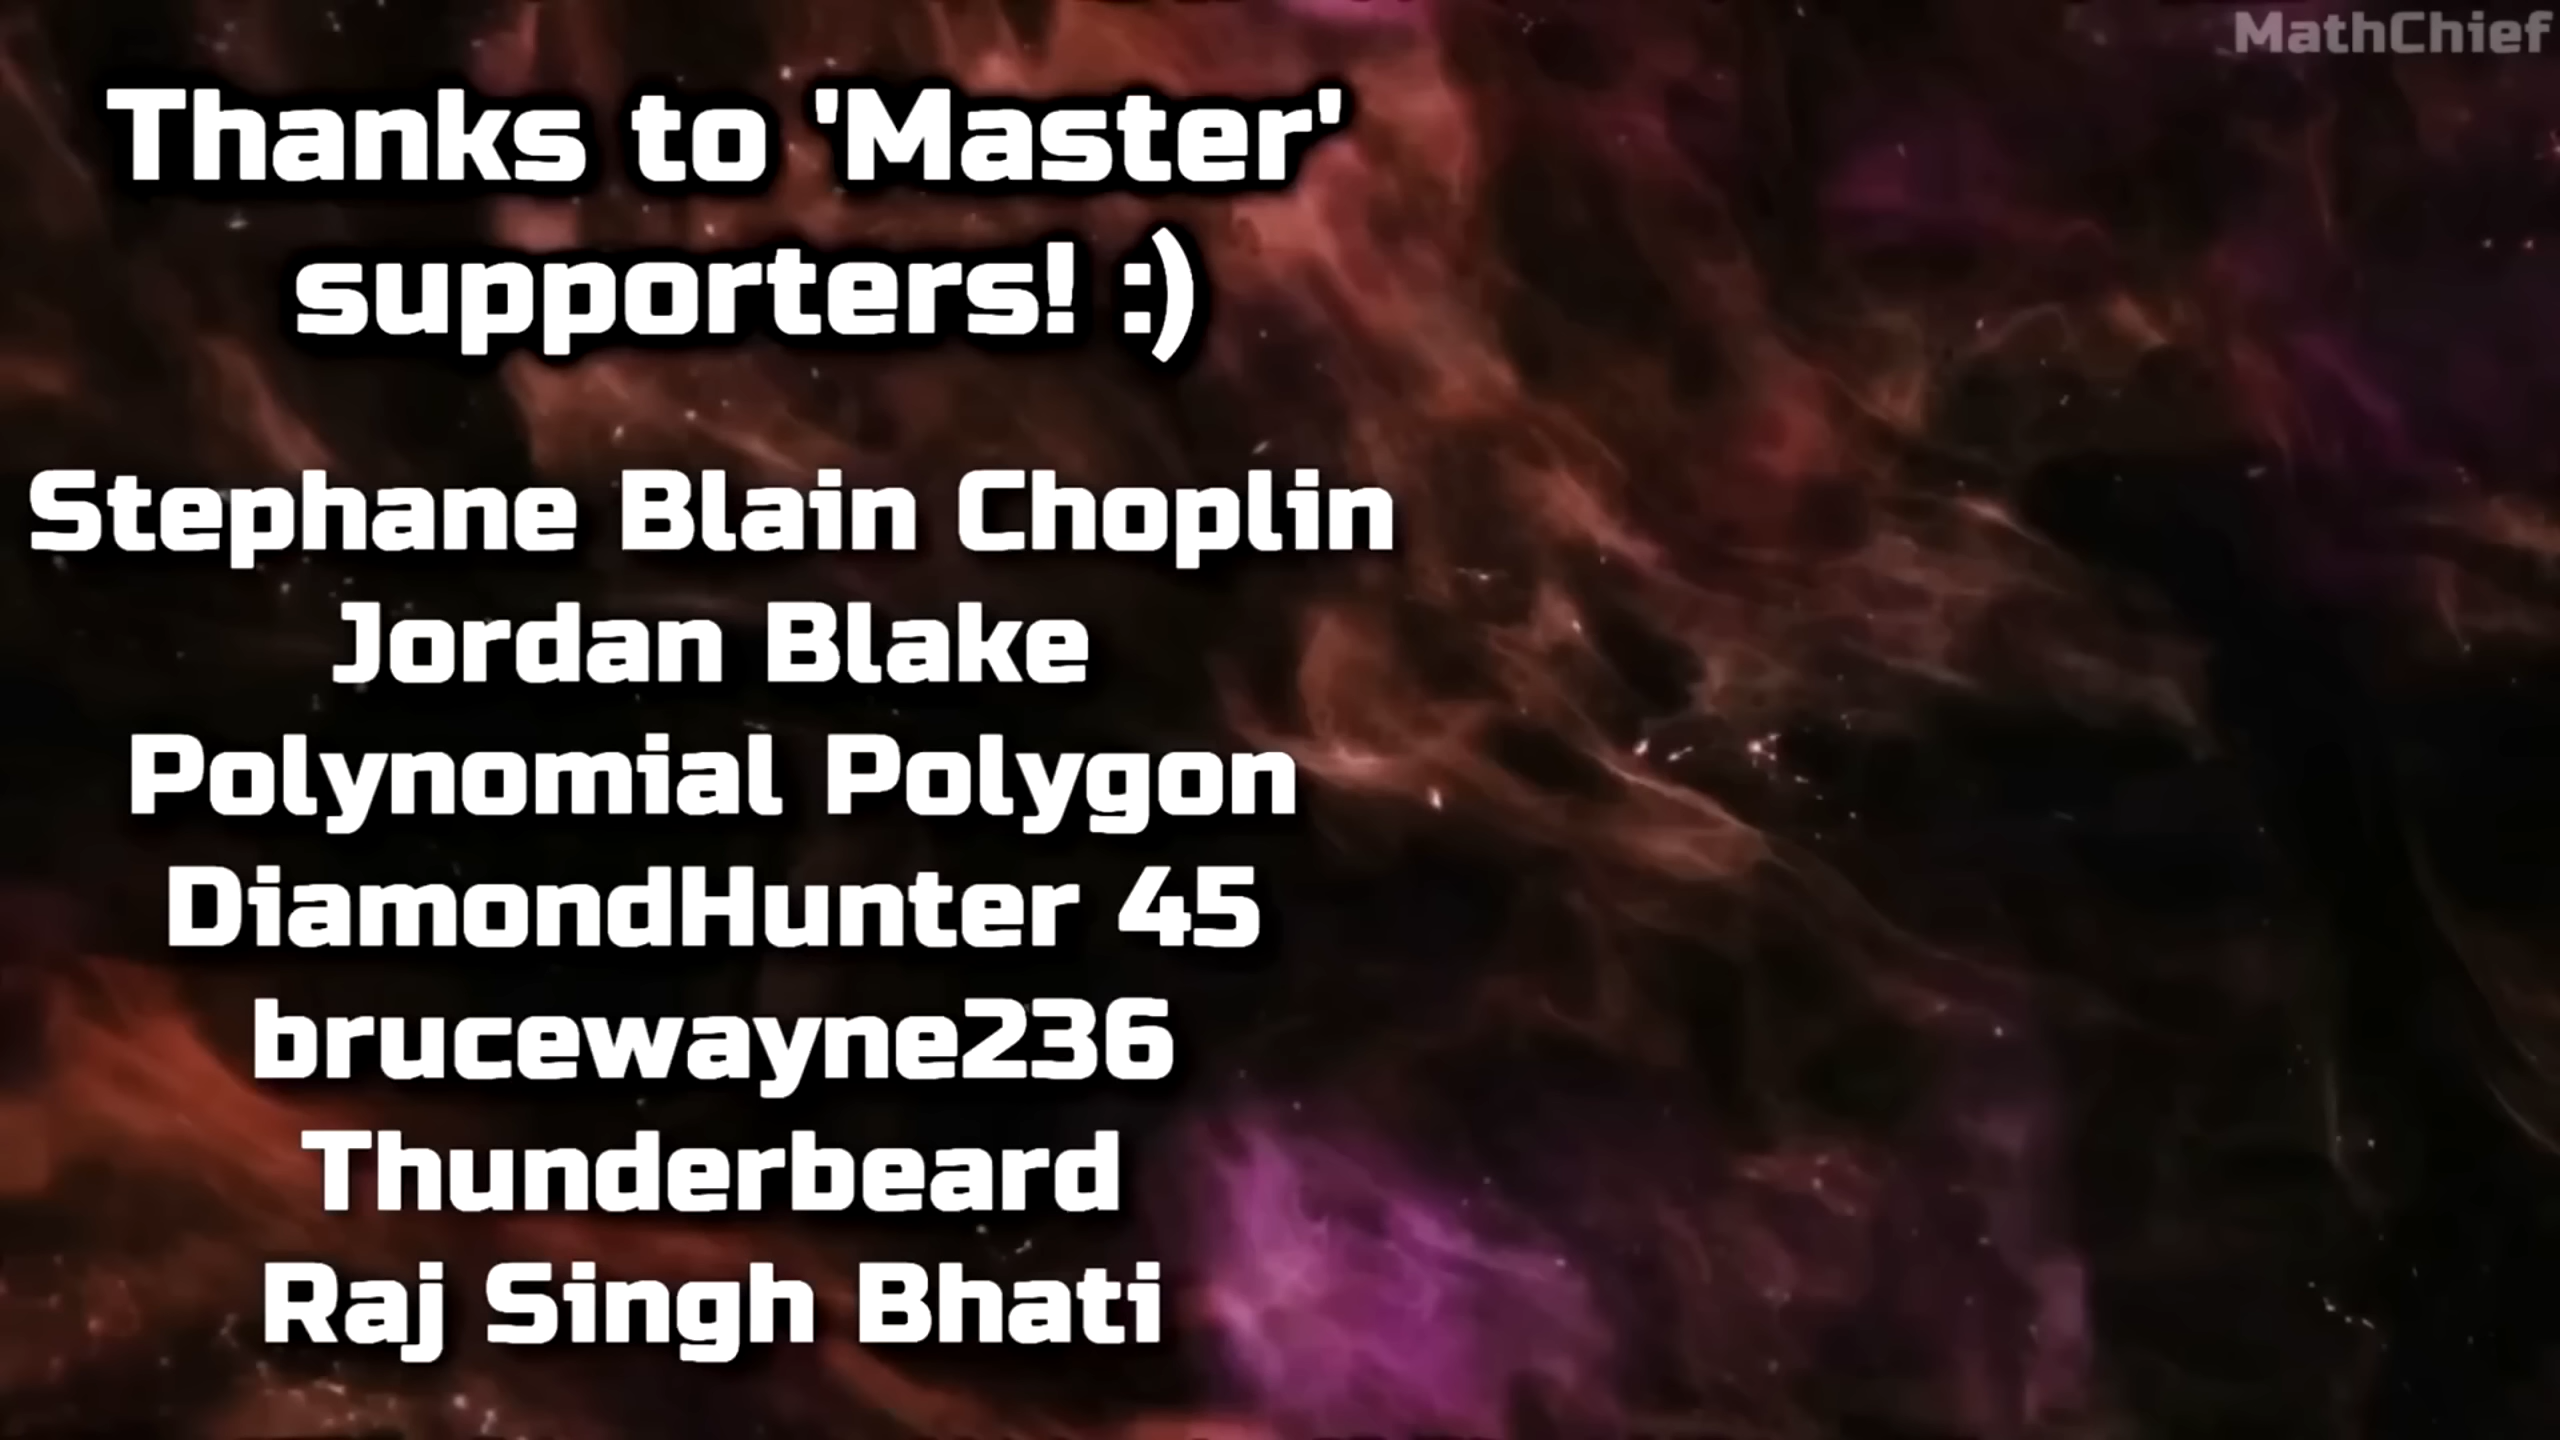 MathChief
Thanks to 'Master'
supporters! :)
Stephane Blain Choplin
Jordan Blake
Polynomial Polygon
DiamondHunter 45
brucewayne236
Thunderbeard
Raj Singh Bhati